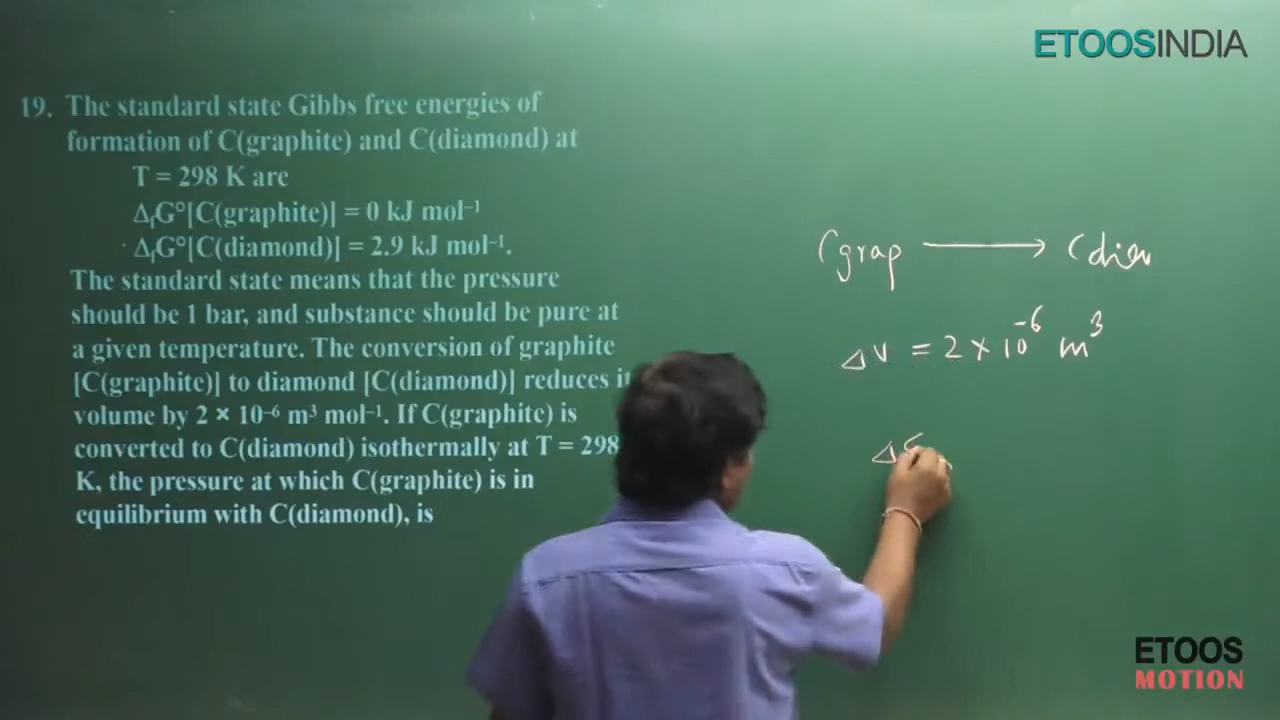 ETOOSINDIA
19. The standard state Gibbs free energies of
formation of C(graphite) and C(diamond) at
T = 298 K are
ΔfG°[C(graphite)] = 0 kJ mol⁻¹
ΔfG°[C(diamond)] = 2.9 kJ mol⁻¹.
The standard state means that the pressure
should be 1 bar, and substance should be pure at
a given temperature. The conversion of graphite
[C(graphite)] to diamond [C(diamond)] reduces
volume by 2 × 10⁻⁶ m³ mol⁻¹. If C(graphite) is
converted to C(diamond) isothermally at T = 298
K, the pressure at which C(graphite) is in
equilibrium with C(diamond), is
Cgrap ⟶ Cdia
ΔV = 2 × 10⁻⁶ m³
Δ
ETOOS
MOTION